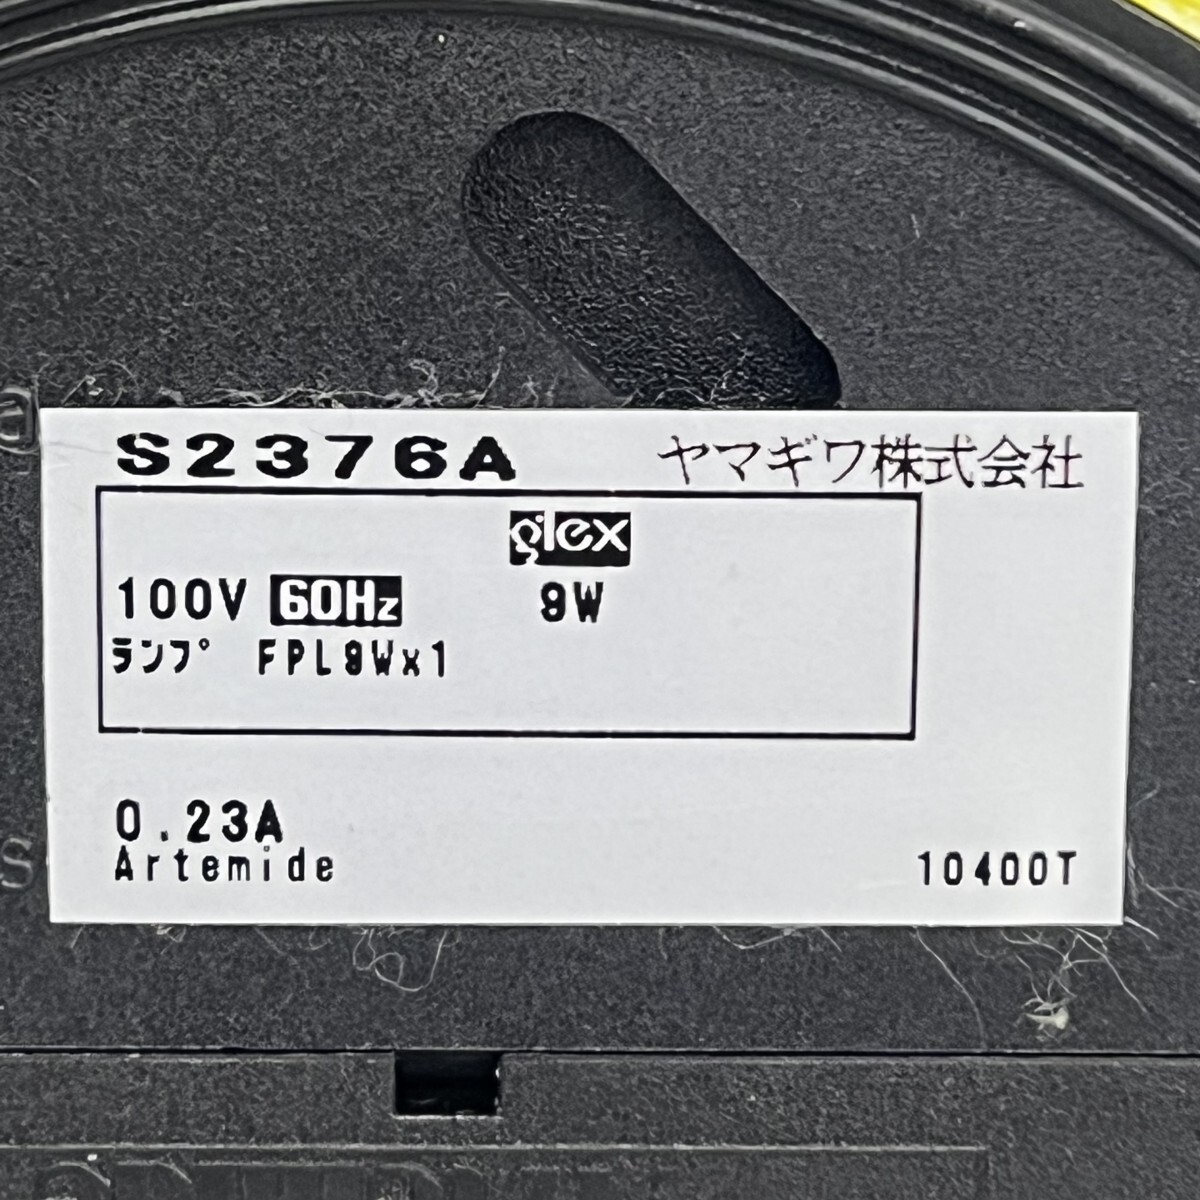 S2376A ヤマギワ株式会社
glex
100V 60Hz 9W
ランプ FPL9Wx1
0.23A
Artemide 10400T